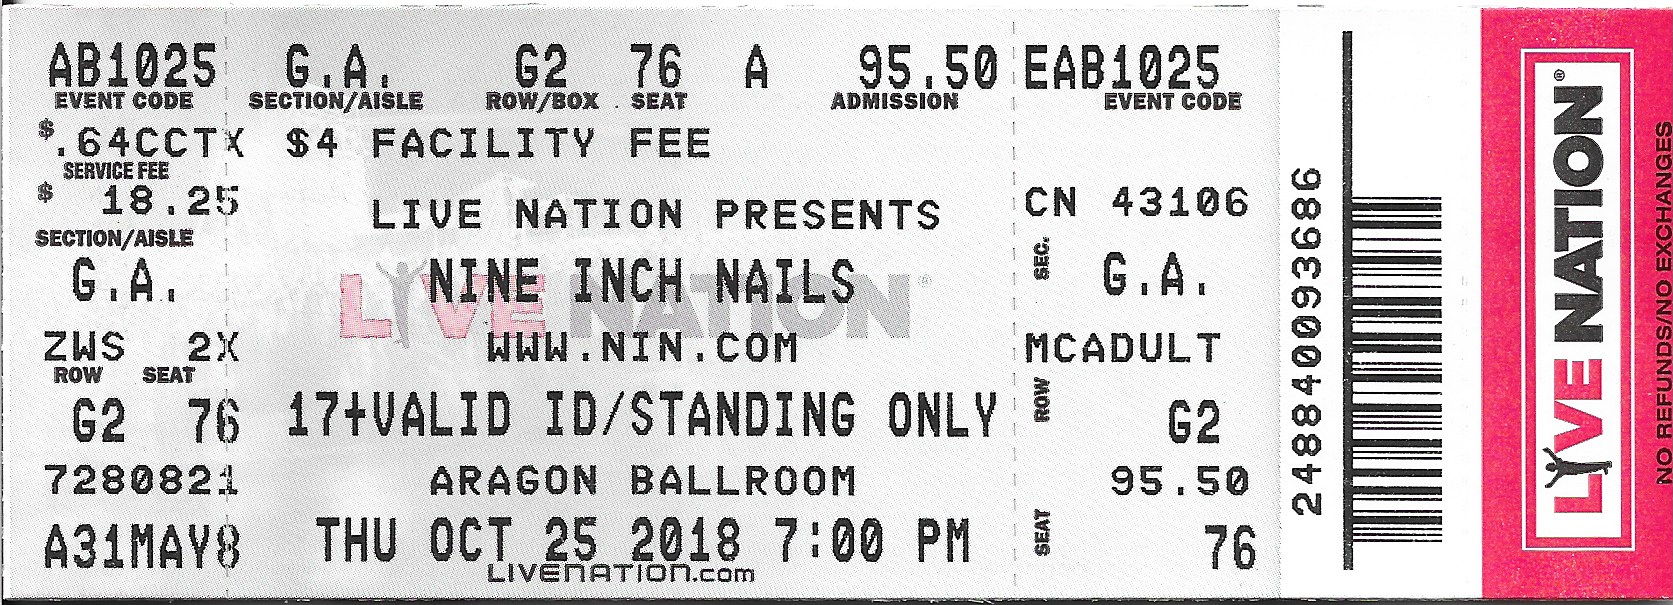 AB1025 G.A. G2 76 A 95.50 EAB1025
EVENT CODE SECTION/AISLE ROW/BOX SEAT ADMISSION EVENT CODE
$ .64CCTX $4 FACILITY FEE
SERVICE FEE
$ 18.25 LIVE NATION PRESENTS CN 43106
SECTION/AISLE SEC.
G.A. NINE INCH NAILS G.A.
LIVE NATION®
ZWS 2X WWW.NIN.COM MCADULT
ROW SEAT ROW
G2 76 17+VALID ID/STANDING ONLY G2
7280821 ARAGON BALLROOM 95.50
A31MAY8 THU OCT 25 2018 7:00 PM SEAT 76
LIVENATION.com
2488400093686
LIVE NATION®
NO REFUNDS/NO EXCHANGES